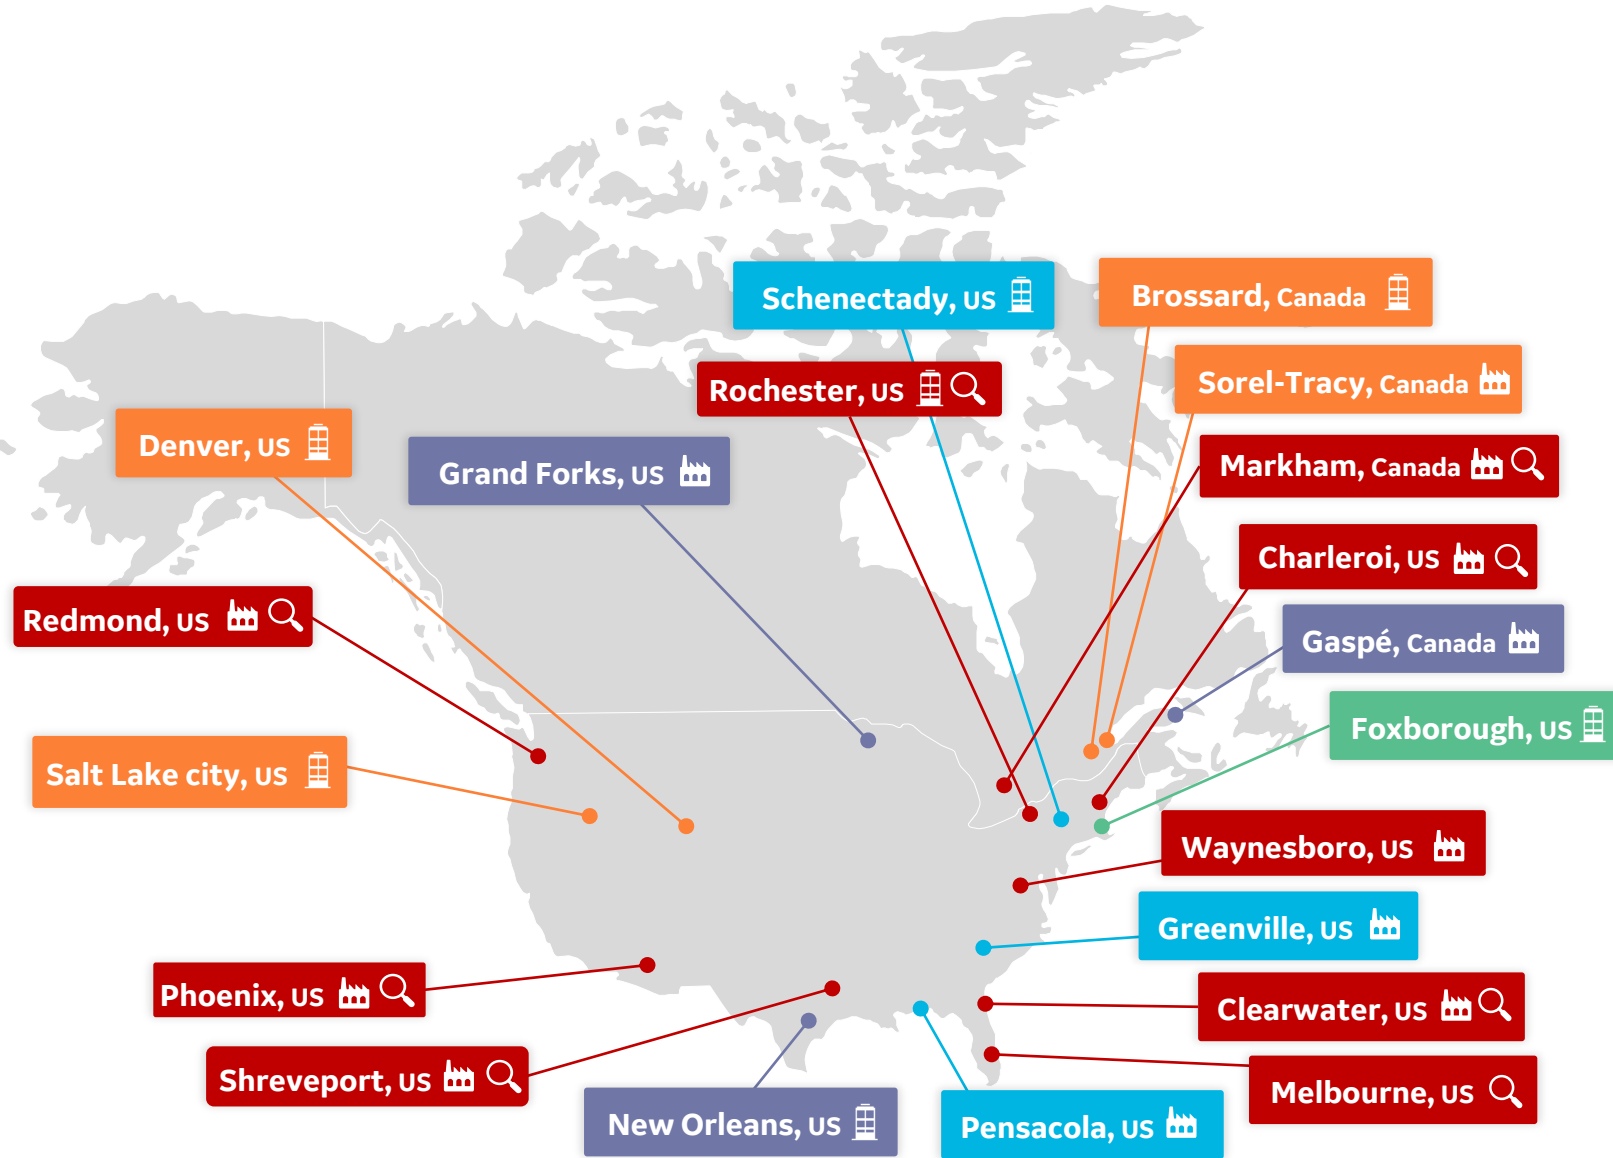 Schenectady, US
Brossard, Canada
Rochester, US
Sorel-Tracy, Canada
Denver, US
Grand Forks, US
Markham, Canada
Charleroi, US
Redmond, US
Gaspé, Canada
Foxborough, US
Salt Lake city, US
Waynesboro, US
Greenville, US
Phoenix, US
Clearwater, US
Shreveport, US
Melbourne, US
New Orleans, US
Pensacola, US